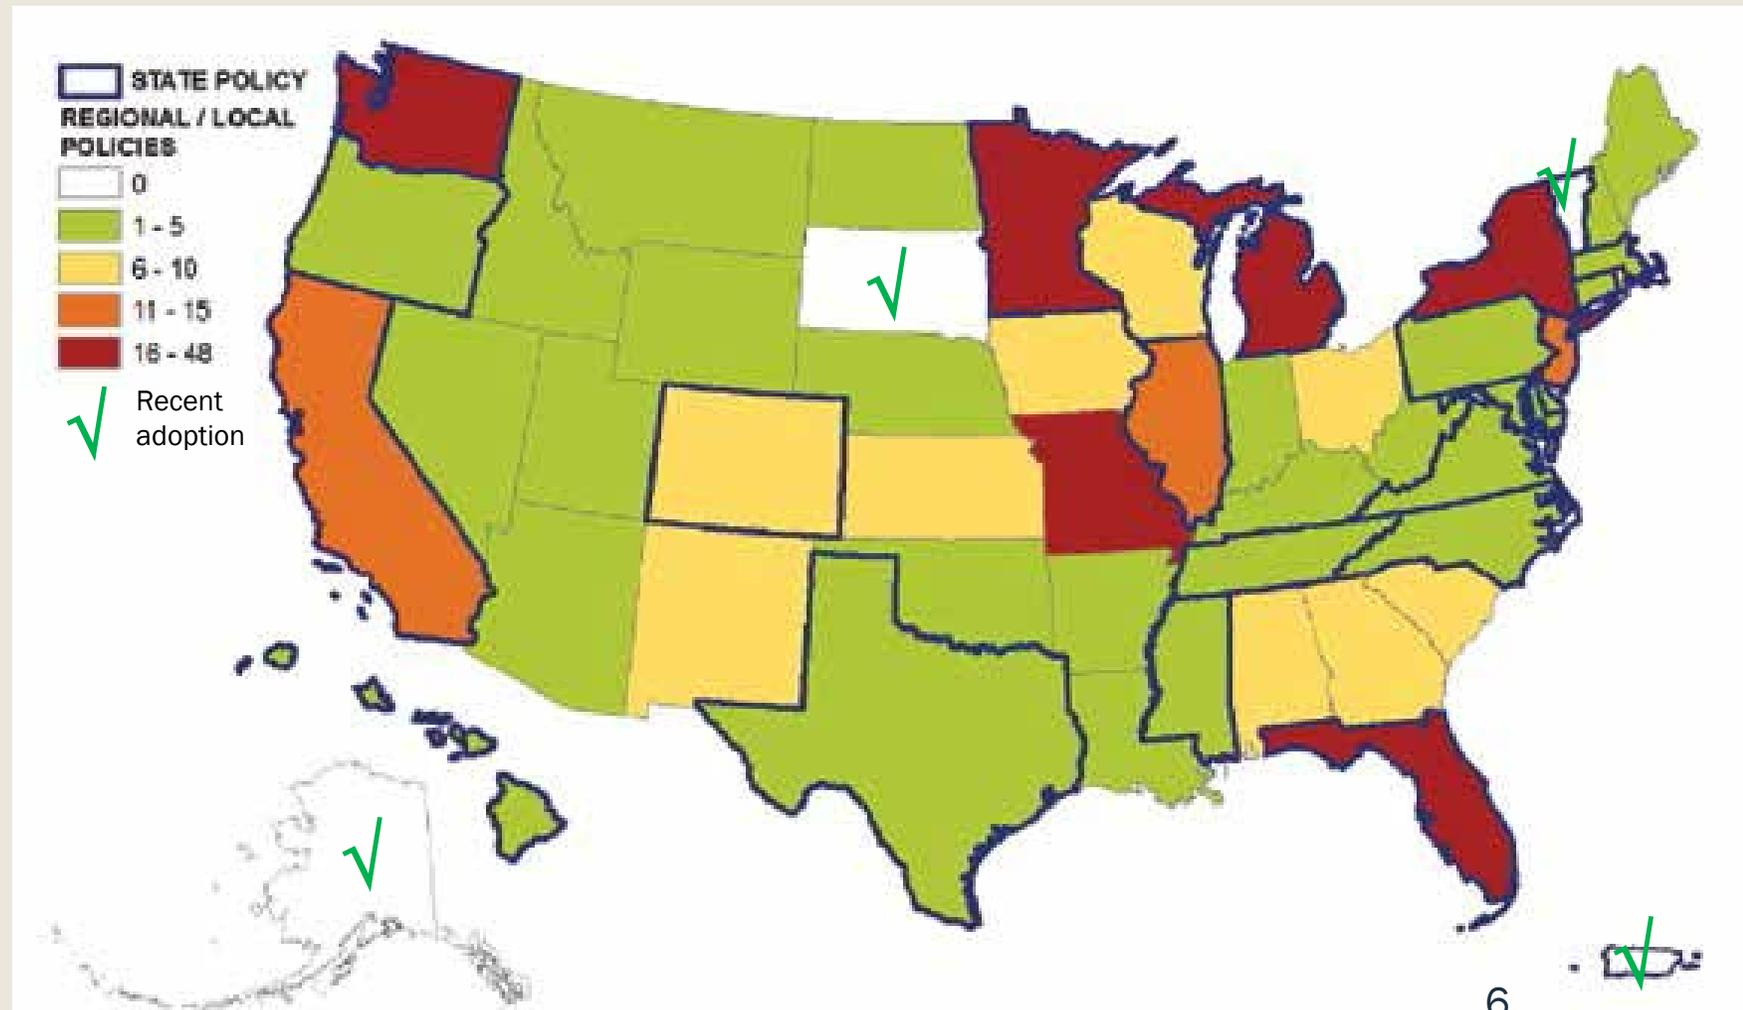 STATE POLICY
REGIONAL / LOCAL
POLICIES
0
1 - 5
6 - 10
11 - 15
16 - 48
√ Recent
adoption
√
√
√
√
6